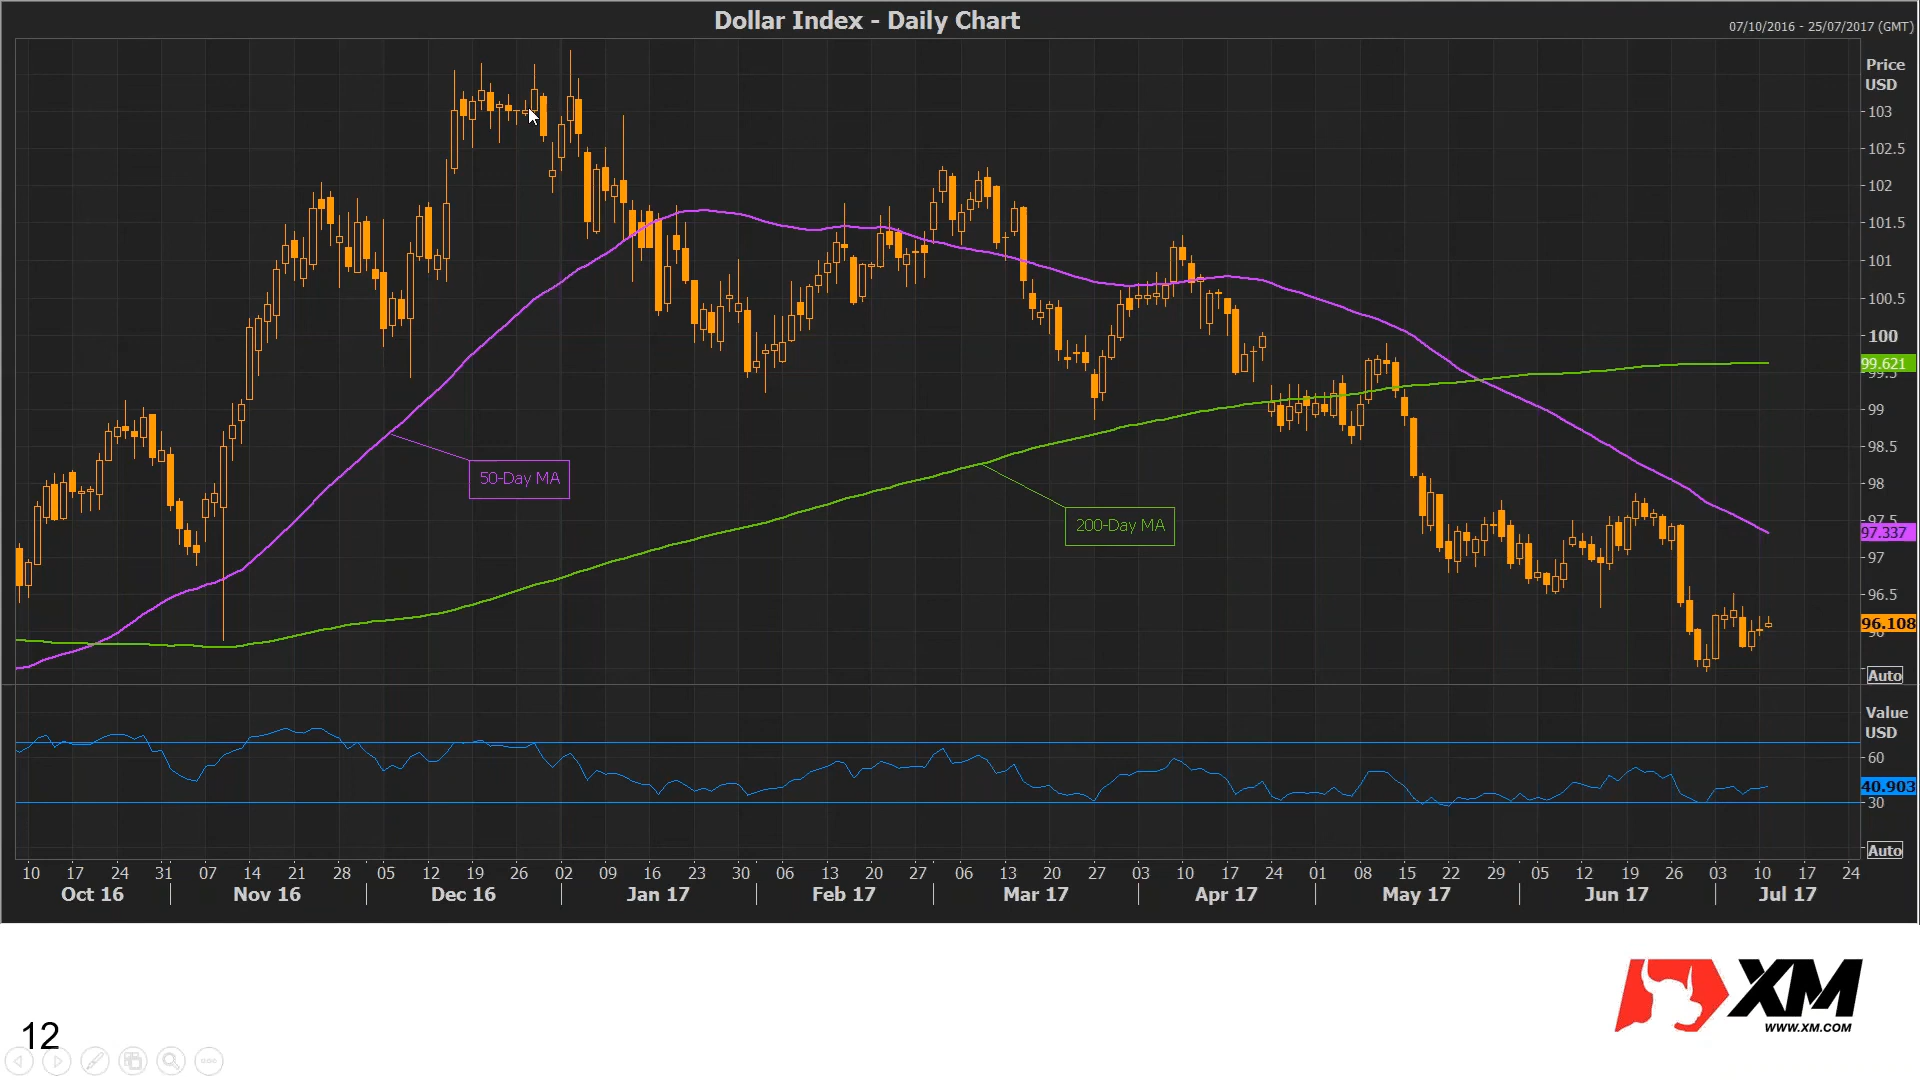 Dollar Index - Daily Chart
07/10/2016 - 25/07/2017 (GMT)
Price
USD
103
102.5
102
101.5
101
100.5
100
99.621
99.5
99
98.5
98
97.5
97.337
97
96.5
96.108
96
Auto
50-Day MA
200-Day MA
Value
USD
60
40.903
30
Auto
10 17 24 31 07 14 21 28 05 12 19 26 02 09 16 23 30 06 13 20 27 06 13 20 27 03 10 17 24 01 08 15 22 29 05 12 19 26 03 10 17 24
Oct 16 Nov 16 Dec 16 Jan 17 Feb 17 Mar 17 Apr 17 May 17 Jun 17 Jul 17
XM
WWW.XM.COM
12